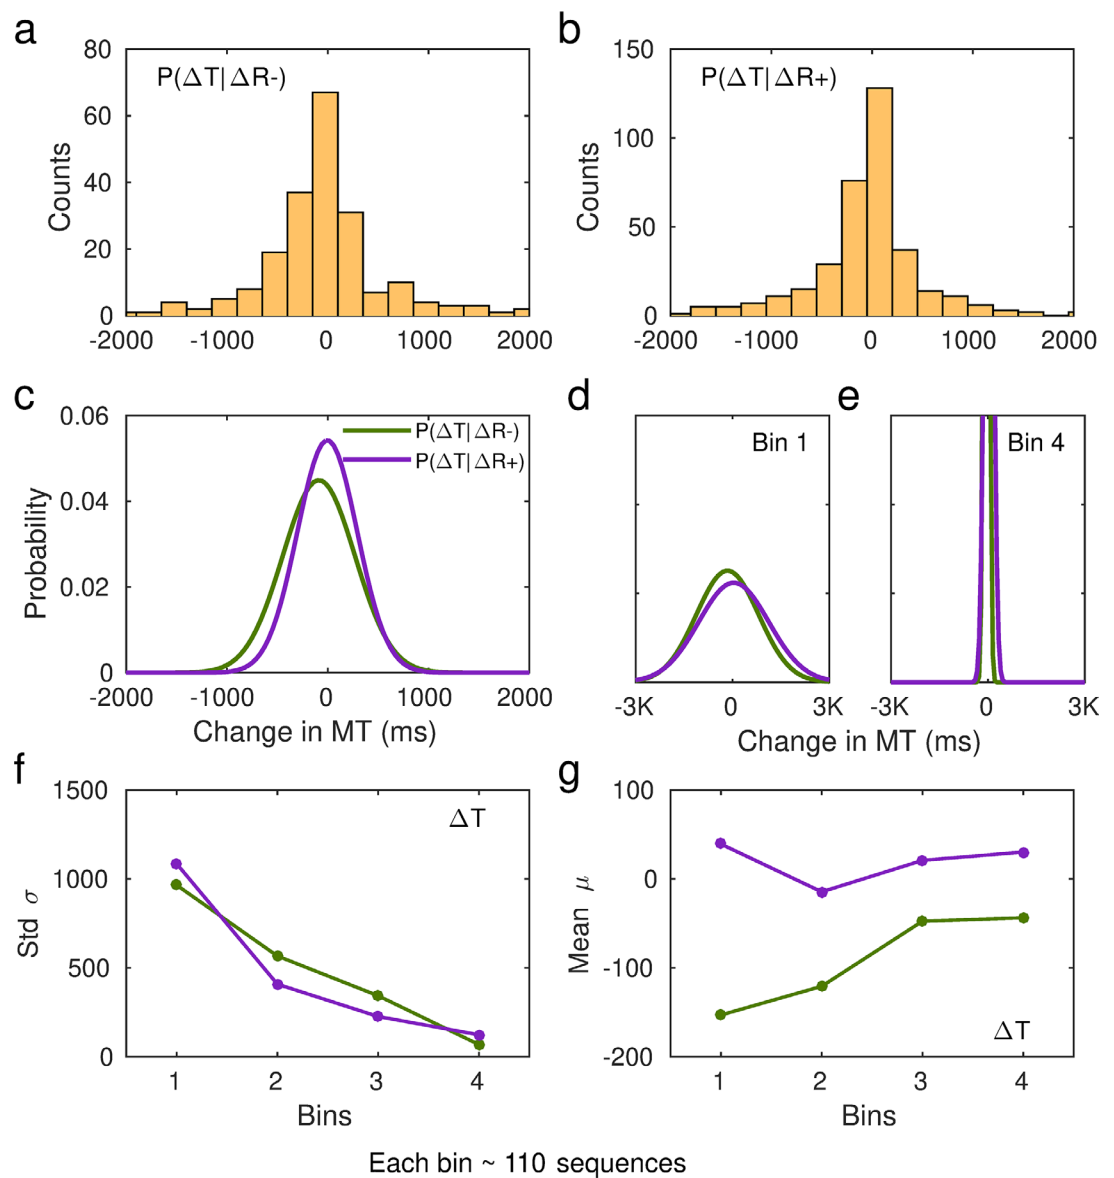 a
80
60
40
20
0
Counts
P(ΔT|ΔR-)
-2000
-1000
0
1000
2000
b
150
100
50
0
Counts
P(ΔT|ΔR+)
-2000
-1000
0
1000
2000
c
0.06
0.04
0.02
0
Probability
P(ΔT|ΔR-)
P(ΔT|ΔR+)
-2000
-1000
0
1000
2000
Change in MT (ms)
d
Bin 1
-3K
0
3K
e
Bin 4
-3K
0
3K
Change in MT (ms)
f
1500
1000
500
0
Std σ
ΔT
1
2
3
4
Bins
g
100
0
-100
-200
Mean μ
ΔT
1
2
3
4
Bins
Each bin ~ 110 sequences